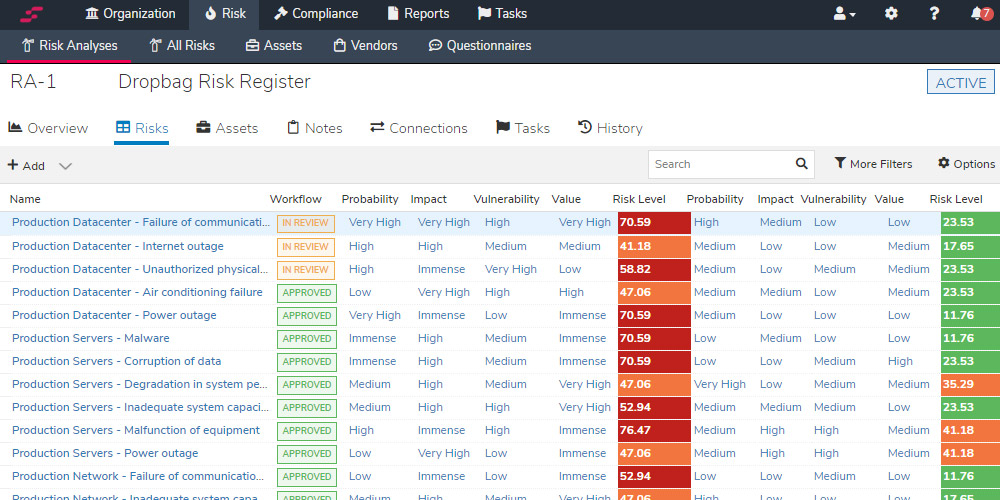 Organization Risk Compliance Reports Tasks 7
Risk Analyses All Risks Assets Vendors Questionnaires
RA-1 Dropbag Risk Register ACTIVE
Overview Risks Assets Notes Connections Tasks History
+ Add Search More Filters Options
Name Workflow Probability Impact Vulnerability Value Risk Level Probability Impact Vulnerability Value Risk Level
Production Datacenter - Failure of communicati... IN REVIEW Very High Very High High Very High 70.59 High Medium Low Low 23.53
Production Datacenter - Internet outage IN REVIEW High High Medium Medium 41.18 Medium Low Low Medium 17.65
Production Datacenter - Unauthorized physical... IN REVIEW High Immense Very High Low 58.82 Medium Low Medium Medium 23.53
Production Datacenter - Air conditioning failure APPROVED Low Very High High High 47.06 Medium Medium Low Medium 23.53
Production Datacenter - Power outage APPROVED Very High Immense Low Immense 70.59 Medium Low Low Low 11.76
Production Servers - Malware APPROVED Immense High Medium Immense 70.59 Low Low Medium Low 11.76
Production Servers - Corruption of data APPROVED Immense High Medium Immense 70.59 Low Low Medium High 23.53
Production Servers - Degradation in system pe... APPROVED Medium High Medium Very High 47.06 Very High Low Medium Medium 35.29
Production Servers - Inadequate system capaci... APPROVED Medium High High Very High 52.94 Medium Medium Medium Low 23.53
Production Servers - Malfunction of equipment APPROVED High Immense High Immense 76.47 Medium High High Medium 41.18
Production Servers - Power outage APPROVED Low Very High Low Immense 47.06 Medium High High Medium 41.18
Production Network - Failure of communicatio... APPROVED Low Immense Low Immense 52.94 Low Low Medium Low 11.76
Production Network - Inadequate system capa... APPROVED Medium High Medium Immense 47.06 High Low Low Low 17.65